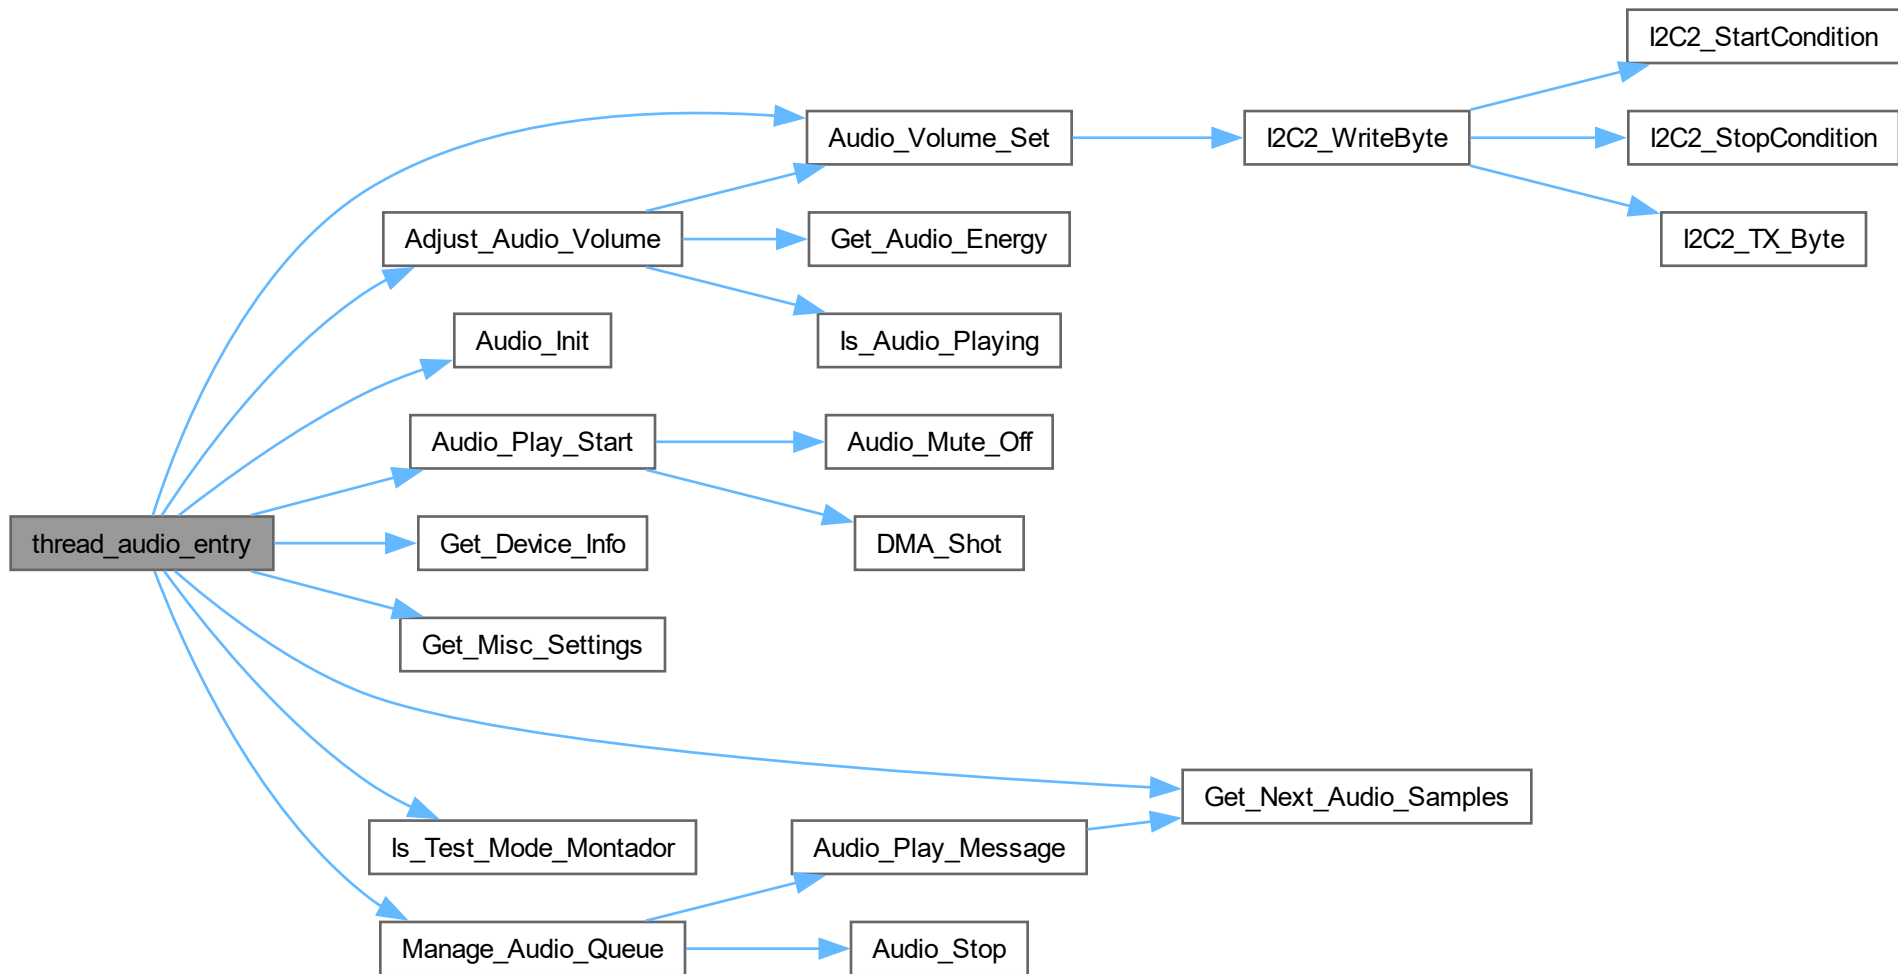 I2C2_StartCondition
Audio_Volume_Set
I2C2_WriteByte
I2C2_StopCondition
Adjust_Audio_Volume
Get_Audio_Energy
I2C2_TX_Byte
Audio_Init
Is_Audio_Playing
Audio_Play_Start
Audio_Mute_Off
thread_audio_entry
Get_Device_Info
DMA_Shot
Get_Misc_Settings
Get_Next_Audio_Samples
Is_Test_Mode_Montador
Audio_Play_Message
Manage_Audio_Queue
Audio_Stop